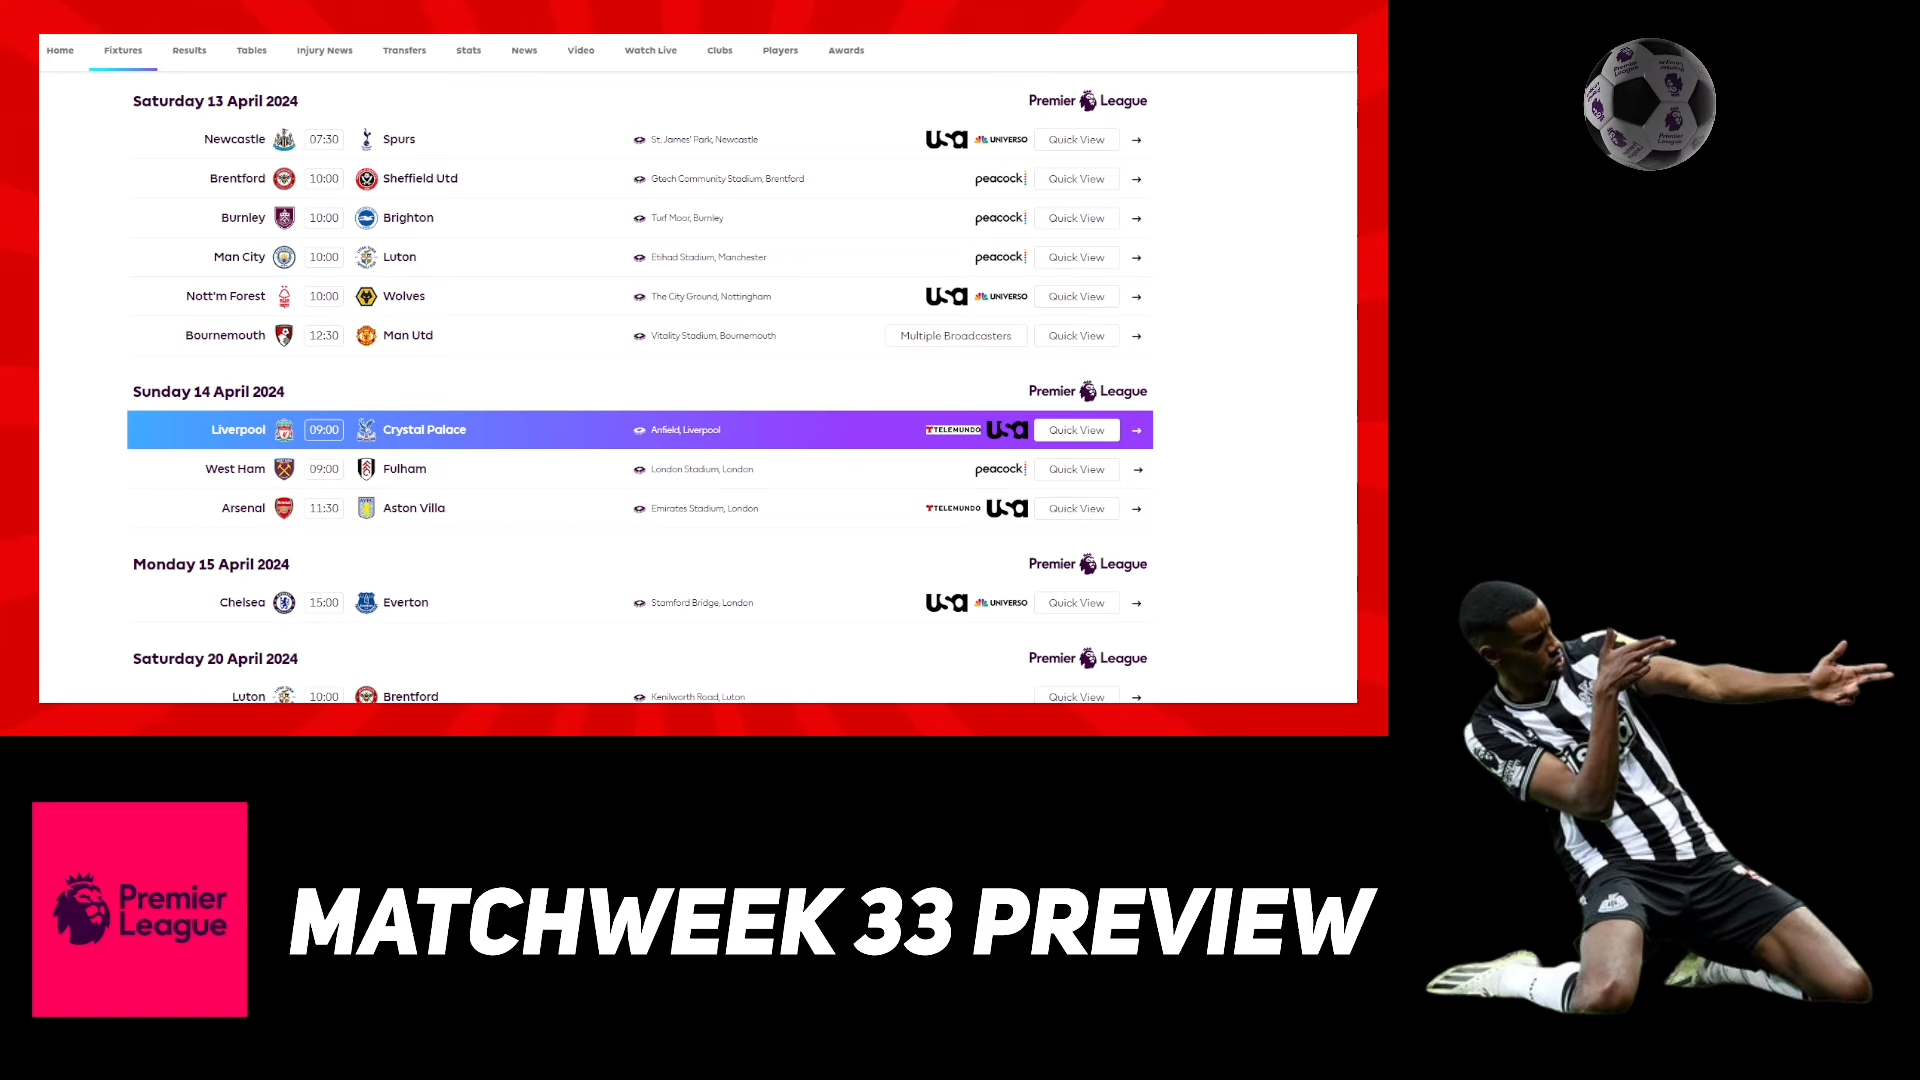 Home Fixtures Results Tables Injury News Transfers Stats News Video Watch Live Clubs Players Awards
Saturday 13 April 2024 Premier League
Newcastle 07:30 Spurs St. James' Park, Newcastle USA UNIVERSO Quick View →
Brentford 10:00 Sheffield Utd Gtech Community Stadium, Brentford peacock Quick View →
Burnley 10:00 Brighton Turf Moor, Burnley peacock Quick View →
Man City 10:00 Luton Etihad Stadium, Manchester peacock Quick View →
Nott'm Forest 10:00 Wolves The City Ground, Nottingham USA UNIVERSO Quick View →
Bournemouth 12:30 Man Utd Vitality Stadium, Bournemouth Multiple Broadcasters Quick View →
Sunday 14 April 2024 Premier League
Liverpool 09:00 Crystal Palace Anfield, Liverpool TELEMUNDO USA Quick View →
West Ham 09:00 Fulham London Stadium, London peacock Quick View →
Arsenal 11:30 Aston Villa Emirates Stadium, London TELEMUNDO USA Quick View →
Monday 15 April 2024 Premier League
Chelsea 15:00 Everton Stamford Bridge, London USA UNIVERSO Quick View →
Saturday 20 April 2024 Premier League
Luton 10:00 Brentford Kenilworth Road, Luton Quick View →
Premier
League
MATCHWEEK 33 PREVIEW